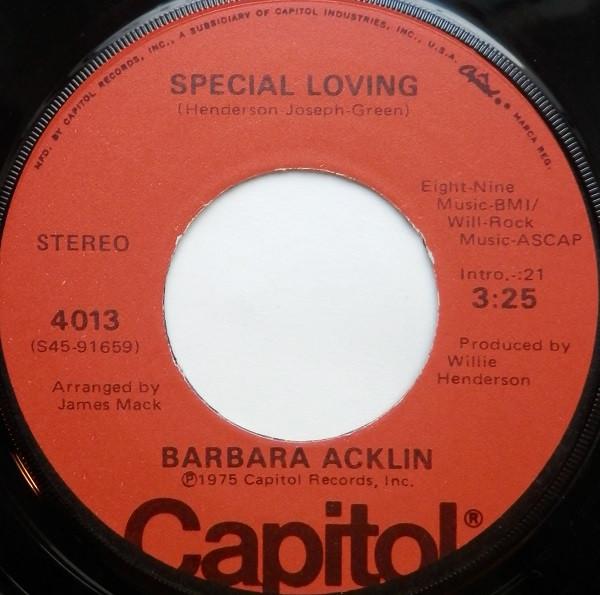 MFD. BY CAPITOL RECORDS, INC., A SUBSIDIARY OF CAPITOL INDUSTRIES, INC., U.S.A. Capitol. MARCA REG.
SPECIAL LOVING
(Henderson-Joseph-Green)
Eight-Nine
Music-BMI/
Will-Rock
Music-ASCAP
STEREO
Intro.-:21
3:25
4013
(S45-91659)
Produced by
Willie
Henderson
Arranged by
James Mack
BARBARA ACKLIN
℗1975 Capitol Records, Inc.
Capitol®